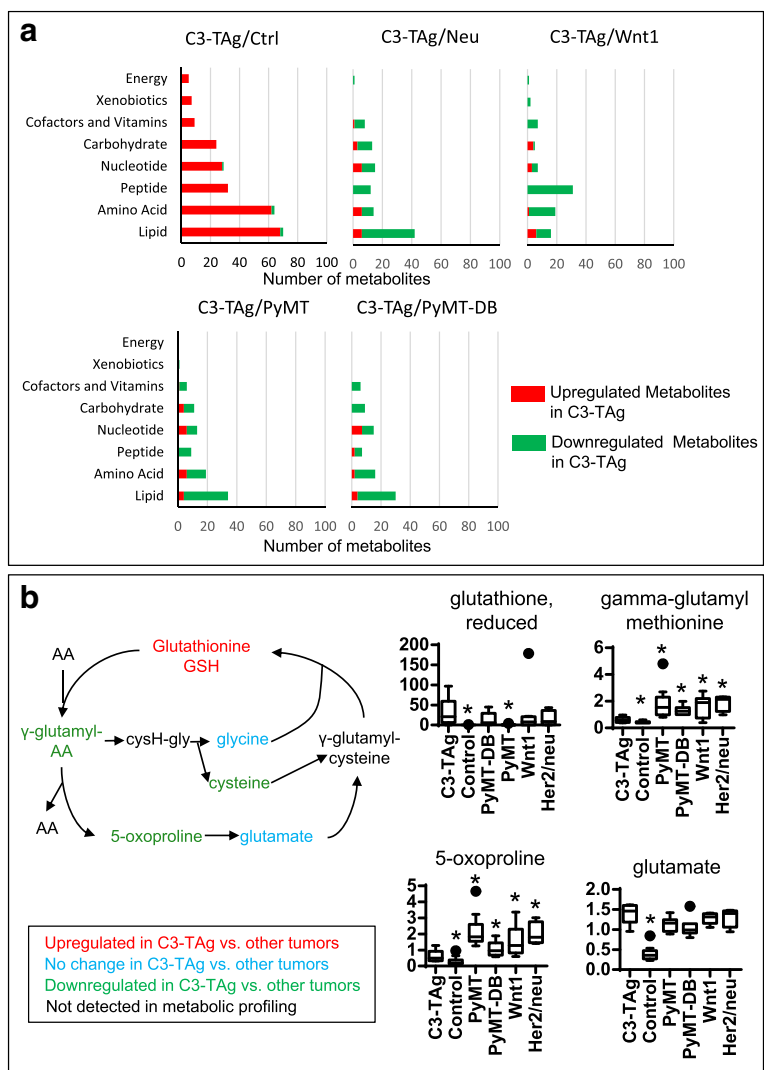 a
C3-TAg/Ctrl
C3-TAg/Neu
C3-TAg/Wnt1
Energy
Xenobiotics
Cofactors and Vitamins
Carbohydrate
Nucleotide
Peptide
Amino Acid
Lipid
0 20 40 60 80 100
0 20 40 60 80 100
0 20 40 60 80 100
Number of metabolites
Number of metabolites
C3-TAg/PyMT
C3-TAg/PyMT-DB
Energy
Xenobiotics
Cofactors and Vitamins
Carbohydrate
Nucleotide
Peptide
Amino Acid
Lipid
0 20 40 60 80 100
0 20 40 60 80 100
Number of metabolites
Upregulated Metabolites
in C3-TAg
Downregulated Metabolites
in C3-TAg
b
AA
Glutathionine
GSH
γ-glutamyl-
AA
cysH-gly
glycine
γ-glutamyl-
cysteine
cysteine
AA
5-oxoproline
glutamate
glutathione,
reduced
200
150
100
50
0
* *
C3-TAg
Control
PyMT-DB
PyMT
Wnt1
Her2/neu
gamma-glutamyl
methionine
6
4
2
0
* * * * *
C3-TAg
Control
PyMT
PyMT-DB
Wnt1
Her2/neu
5-oxoproline
5
4
3
2
1
0
* * * * *
C3-TAg
Control
PyMT
PyMT-DB
Wnt1
Her2/neu
glutamate
2.0
1.5
1.0
0.5
0.0
*
C3-TAg
Control
PyMT
PyMT-DB
Wnt1
Her2/neu
Upregulated in C3-TAg vs. other tumors
No change in C3-TAg vs. other tumors
Downregulated in C3-TAg vs. other tumors
Not detected in metabolic profiling